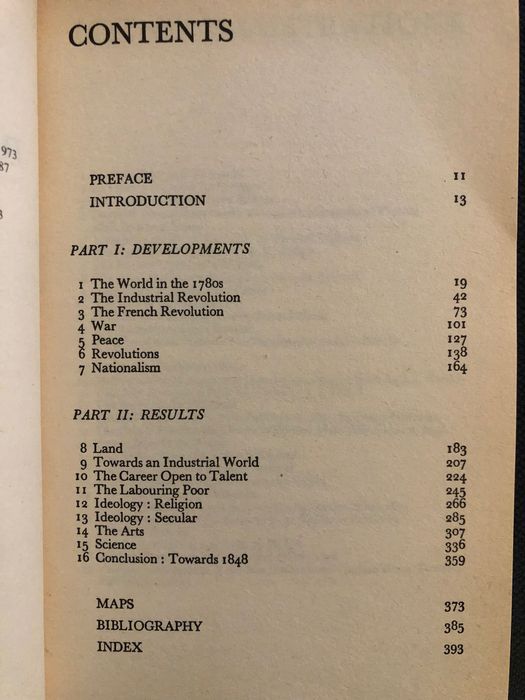 CONTENTS
973
87
PREFACE 11
INTRODUCTION 13
PART I: DEVELOPMENTS
1 The World in the 1780s 19
2 The Industrial Revolution 42
3 The French Revolution 73
4 War 101
5 Peace 127
6 Revolutions 138
7 Nationalism 164
PART II: RESULTS
8 Land 183
9 Towards an Industrial World 207
10 The Career Open to Talent 224
11 The Labouring Poor 245
12 Ideology : Religion 266
13 Ideology : Secular 285
14 The Arts 307
15 Science 336
16 Conclusion : Towards 1848 359
MAPS 373
BIBLIOGRAPHY 385
INDEX 393